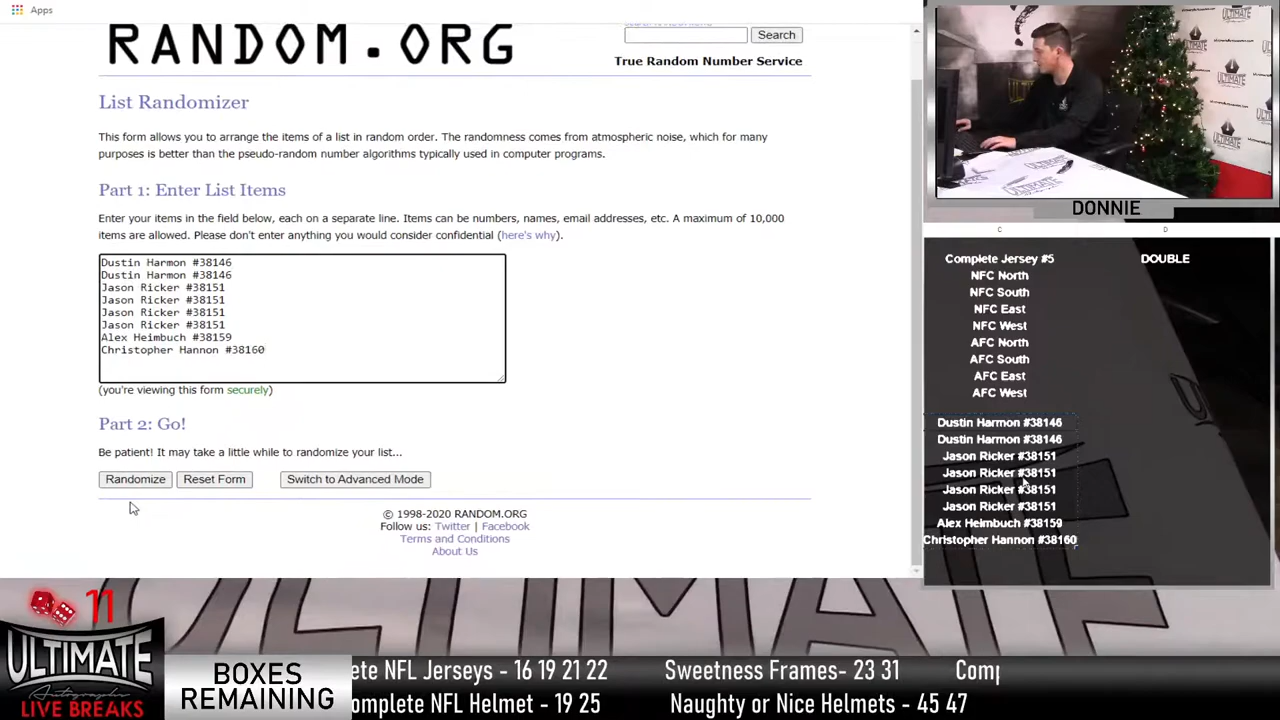 Apps
RANDOM.ORG
Search
True Random Number Service
List Randomizer
This form allows you to arrange the items of a list in random order. The randomness comes from atmospheric noise, which for many
purposes is better than the pseudo-random number algorithms typically used in computer programs.
Part 1: Enter List Items
Enter your items in the field below, each on a separate line. Items can be numbers, names, email addresses, etc. A maximum of 10,000
items are allowed. Please don't enter anything you would consider confidential (here's why).
Dustin Harmon #38146
Dustin Harmon #38146
Jason Ricker #38151
Jason Ricker #38151
Jason Ricker #38151
Jason Ricker #38151
Alex Heimbuch #38159
Christopher Hannon #38160
(you're viewing this form securely)
Part 2: Go!
Be patient! It may take a little while to randomize your list...
Randomize Reset Form Switch to Advanced Mode
© 1998-2020 RANDOM.ORG
Follow us: Twitter | Facebook
Terms and Conditions
About Us
ULTIMATE
ULTIMATE
ULTIMATE
ULTIMATE
DONNIE
C D
Complete Jersey #5 DOUBLE
NFC North
NFC South
NFC East
NFC West
AFC North
AFC South
AFC East
AFC West
Dustin Harmon #38146
Dustin Harmon #38146
Jason Ricker #38151
Jason Ricker #38151
Jason Ricker #38151
Jason Ricker #38151
Alex Heimbuch #38159
Christopher Hannon #38160
ULTIMATE
11
ULTIMATE
Autographs
LIVE BREAKS
BOXES
REMAINING
ete NFL Jerseys - 16 19 21 22 Sweetness Frames- 23 31 Comp
omplete NFL Helmet - 19 25 Naughty or Nice Helmets - 45 47